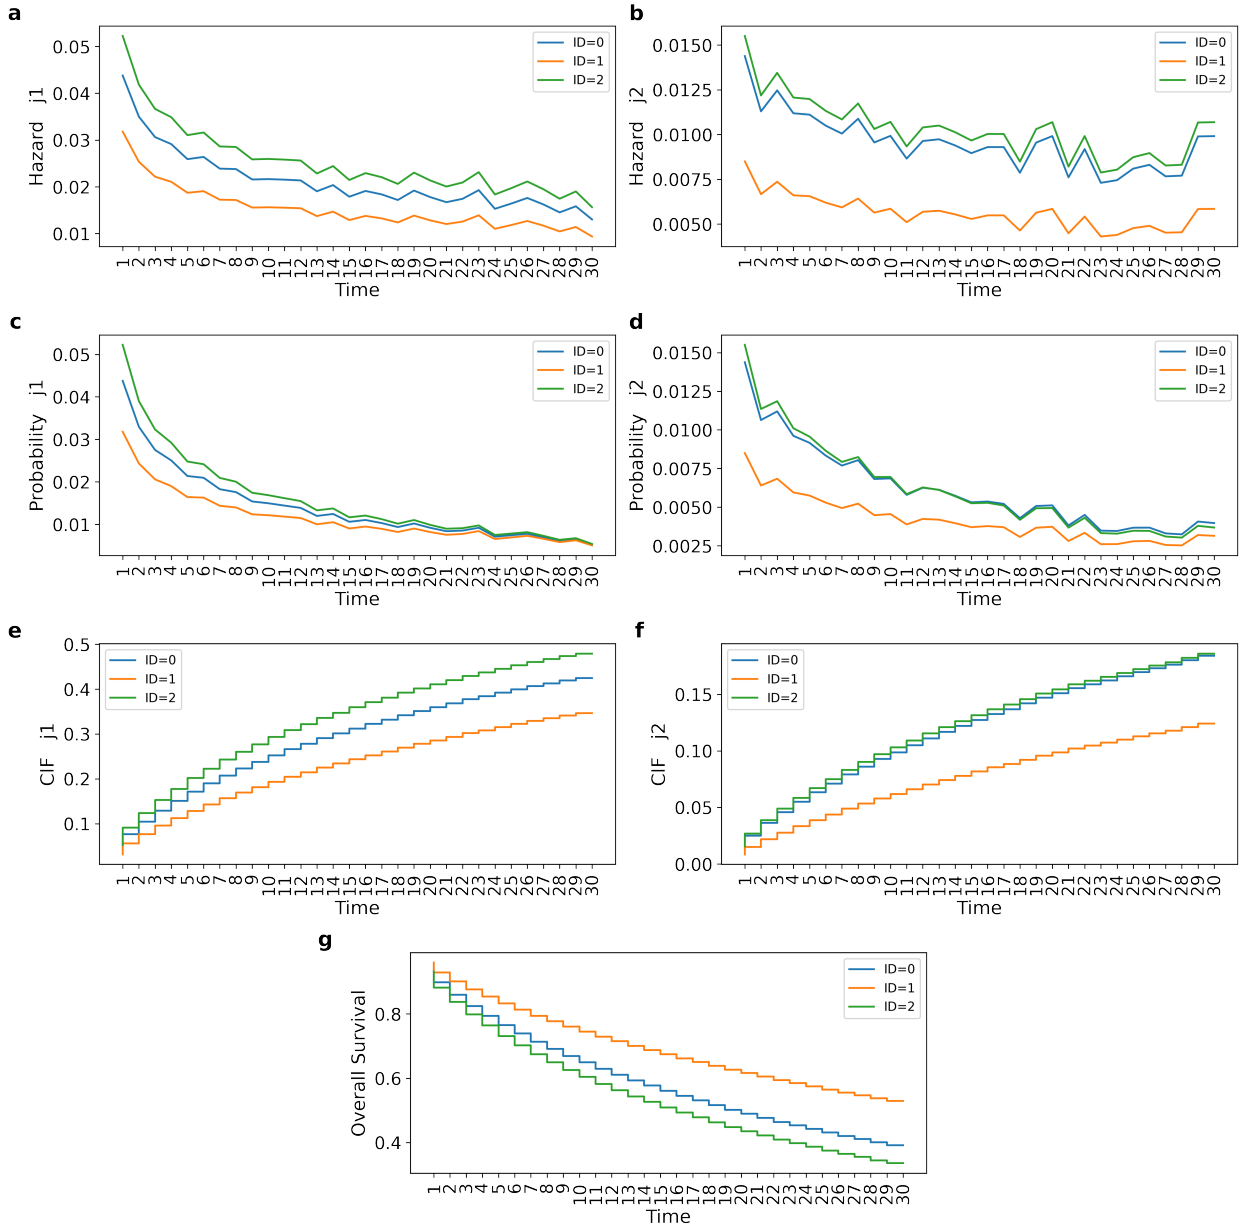 a
0.05
0.04
0.03
0.02
0.01
Hazard j1
ID=0
ID=1
ID=2
1 2 3 4 5 6 7 8 9 10 11 12 13 14 15 16 17 18 19 20 21 22 23 24 25 26 27 28 29 30
Time
b
0.0150
0.0125
0.0100
0.0075
0.0050
Hazard j2
ID=0
ID=1
ID=2
1 2 3 4 5 6 7 8 9 10 11 12 13 14 15 16 17 18 19 20 21 22 23 24 25 26 27 28 29 30
Time
c
0.05
0.04
0.03
0.02
0.01
Probability j1
ID=0
ID=1
ID=2
1 2 3 4 5 6 7 8 9 10 11 12 13 14 15 16 17 18 19 20 21 22 23 24 25 26 27 28 29 30
Time
d
0.0150
0.0125
0.0100
0.0075
0.0050
0.0025
Probability j2
ID=0
ID=1
ID=2
1 2 3 4 5 6 7 8 9 10 11 12 13 14 15 16 17 18 19 20 21 22 23 24 25 26 27 28 29 30
Time
e
0.5
0.4
0.3
0.2
0.1
CIF j1
ID=0
ID=1
ID=2
1 2 3 4 5 6 7 8 9 10 11 12 13 14 15 16 17 18 19 20 21 22 23 24 25 26 27 28 29 30
Time
f
0.15
0.10
0.05
0.00
CIF j2
ID=0
ID=1
ID=2
1 2 3 4 5 6 7 8 9 10 11 12 13 14 15 16 17 18 19 20 21 22 23 24 25 26 27 28 29 30
Time
g
0.8
0.6
0.4
Overall Survival
ID=0
ID=1
ID=2
1 2 3 4 5 6 7 8 9 10 11 12 13 14 15 16 17 18 19 20 21 22 23 24 25 26 27 28 29 30
Time